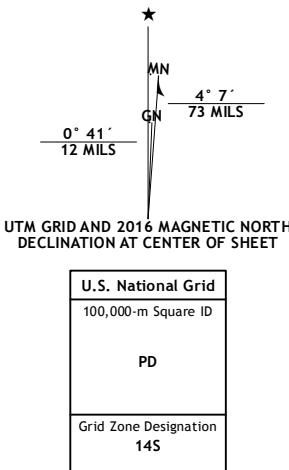 MN
GN
4° 7´
73 MILS
0° 41´
12 MILS
UTM GRID AND 2016 MAGNETIC NORTH
DECLINATION AT CENTER OF SHEET
U.S. National Grid
100,000-m Square ID
PD
Grid Zone Designation
14S